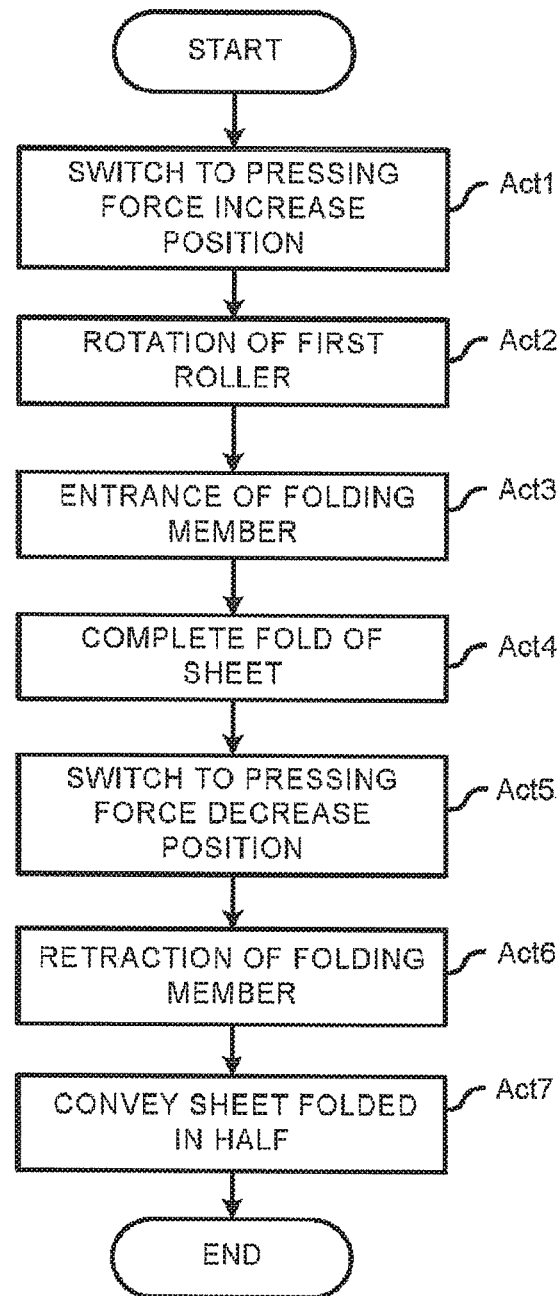 START
SWITCH TO PRESSING
FORCE INCREASE
POSITION
Act1
ROTATION OF FIRST
ROLLER
Act2
ENTRANCE OF FOLDING
MEMBER
Act3
COMPLETE FOLD OF
SHEET
Act4
SWITCH TO PRESSING
FORCE DECREASE
POSITION
Act5
RETRACTION OF FOLDING
MEMBER
Act6
CONVEY SHEET FOLDED
IN HALF
Act7
END